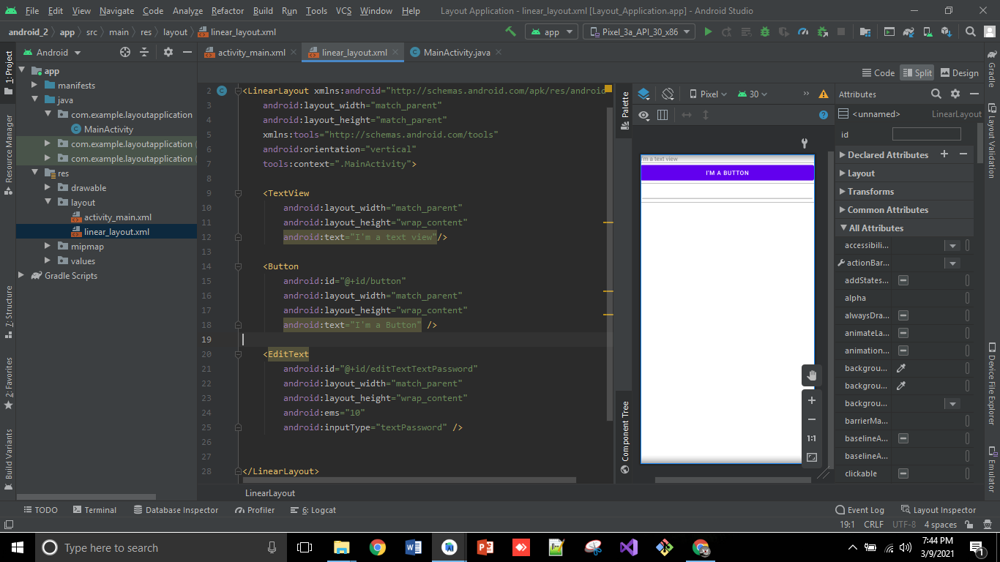 File Edit View Navigate Code Analyze Refactor Build Run Tools VCS Window Help Layout Application - linear_layout.xml [Layout_Application.app] - Android Studio
android_2 app src main res layout linear_layout.xml app Pixel_3a_API_30_x86
1: Project
Resource Manager
7: Structure
2: Favorites
Build Variants
Android
app
manifests
java
com.example.layoutapplication
MainActivity
com.example.layoutapplication (
com.example.layoutapplication (
res
drawable
layout
activity_main.xml
linear_layout.xml
mipmap
values
Gradle Scripts
activity_main.xml linear_layout.xml MainActivity.java
Code Split Design
2 <LinearLayout xmlns:android="http://schemas.android.com/apk/res/android
3 android:layout_width="match_parent"
4 android:layout_height="match_parent"
5 xmlns:tools="http://schemas.android.com/tools"
6 android:orientation="vertical"
7 tools:context=".MainActivity">
8
9 <TextView
10 android:layout_width="match_parent"
11 android:layout_height="wrap_content"
12 android:text="I'm a text view"/>
13
14 <Button
15 android:id="@+id/button"
16 android:layout_width="match_parent"
17 android:layout_height="wrap_content"
18 android:text="I'm a Button" />
19
20 <EditText
21 android:id="@+id/editTextTextPassword"
22 android:layout_width="match_parent"
23 android:layout_height="wrap_content"
24 android:ems="10"
25 android:inputType="textPassword" />
26
27
28 </LinearLayout>
LinearLayout
Palette
Component Tree
Pixel 30
I'm a text view
I'M A BUTTON
1:1
Attributes
<unnamed> LinearLayout
id
Declared Attributes
Layout
Transforms
Common Attributes
All Attributes
accessibili...
actionBar...
addStates...
alpha
alwaysDra...
animateLa...
animation...
backgrou...
backgrou...
backgrou...
barrierMa...
baselineA...
baselineA...
clickable
Gradle
Layout Validation
Device File Explorer
Emulator
TODO Terminal Database Inspector Profiler 6: Logcat Event Log Layout Inspector
19:1 CRLF UTF-8 4 spaces
Type here to search
7:44 PM
3/9/2021
1